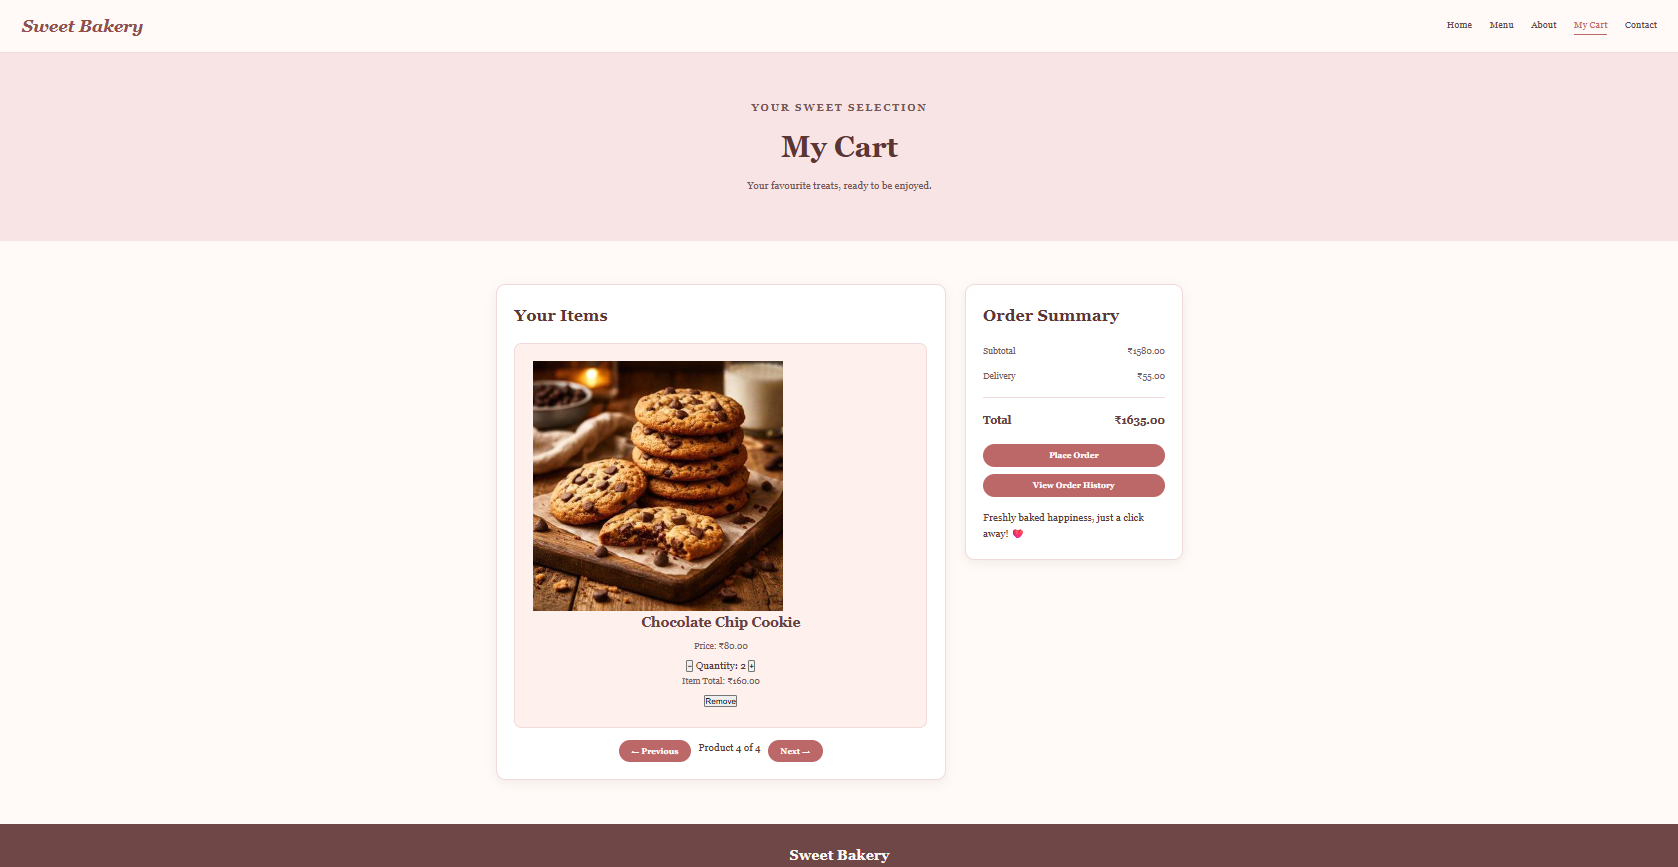 Sweet Bakery
Home Menu About My Cart Contact
YOUR SWEET SELECTION
My Cart
Your favourite treats, ready to be enjoyed.
Your Items
Chocolate Chip Cookie
Price: ₹80.00
- Quantity: 2 +
Item Total: ₹160.00
Remove
← Previous Product 4 of 4 Next →
Order Summary
Subtotal ₹1580.00
Delivery ₹55.00
Total ₹1635.00
Place Order
View Order History
Freshly baked happiness, just a click
away! ❤️
Sweet Bakery